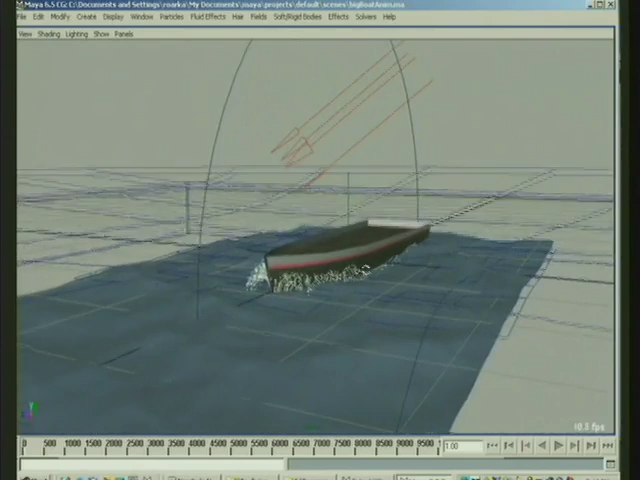 Maya 6.5 CG: C:\Documents and Settings\roarka\My Documents\maya\projects\default\scenes\bigBoatAnim.ma
File Edit Modify Create Display Window Particles Fluid Effects Hair Fields Soft/Rigid Bodies Effects Solvers Help
View Shading Lighting Show Panels
10.3 fps
0 500 1000 1500 2000 2500 3000 3500 4000 4500 5000 5500 6000 6500 7000 7500 8000 8500 9000 9500 1.00